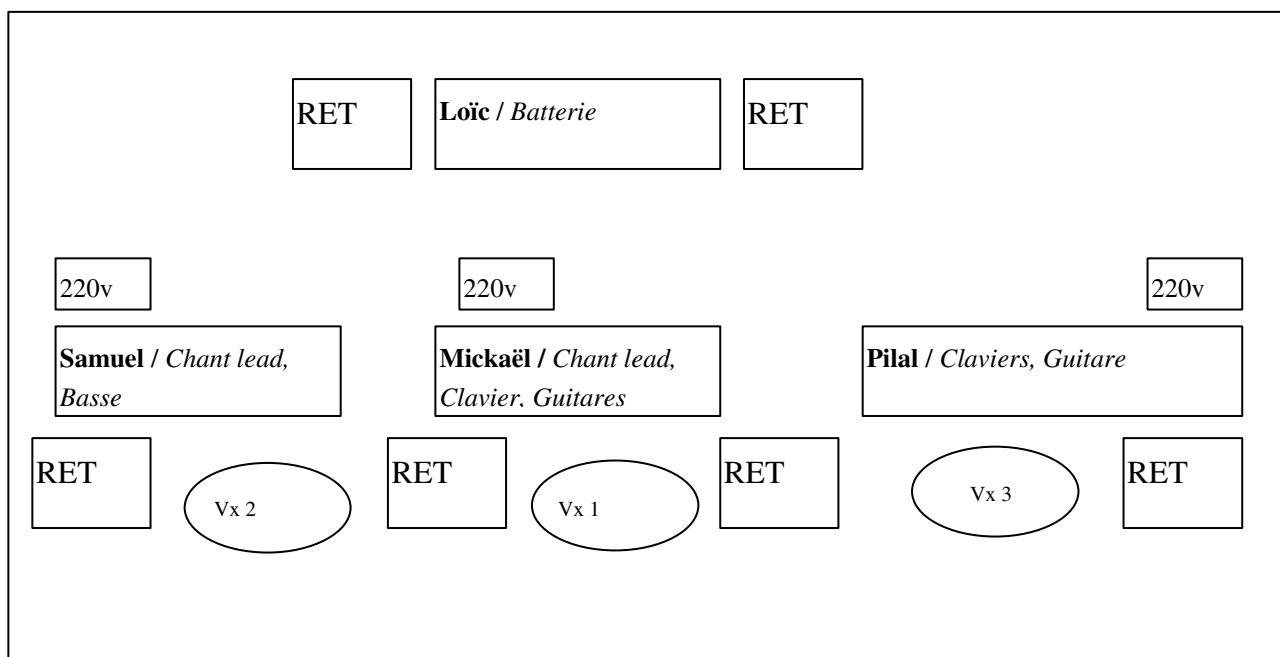 RET
Loïc / Batterie
RET
220v
220v
220v
Samuel / Chant lead,
Basse
Mickaël / Chant lead,
Clavier, Guitares
Pilal / Claviers, Guitare
RET
Vx 2
RET
Vx 1
RET
Vx 3
RET